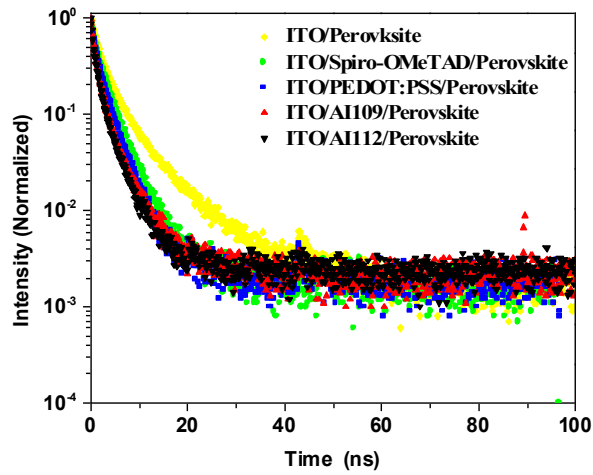 10^0
10^-1
10^-2
10^-3
10^-4
Intensity (Normalized)
ITO/Perovksite
ITO/Spiro-OMeTAD/Perovskite
ITO/PEDOT:PSS/Perovskite
ITO/AI109/Perovskite
ITO/AI112/Perovskite
0 20 40 60 80 100
Time (ns)